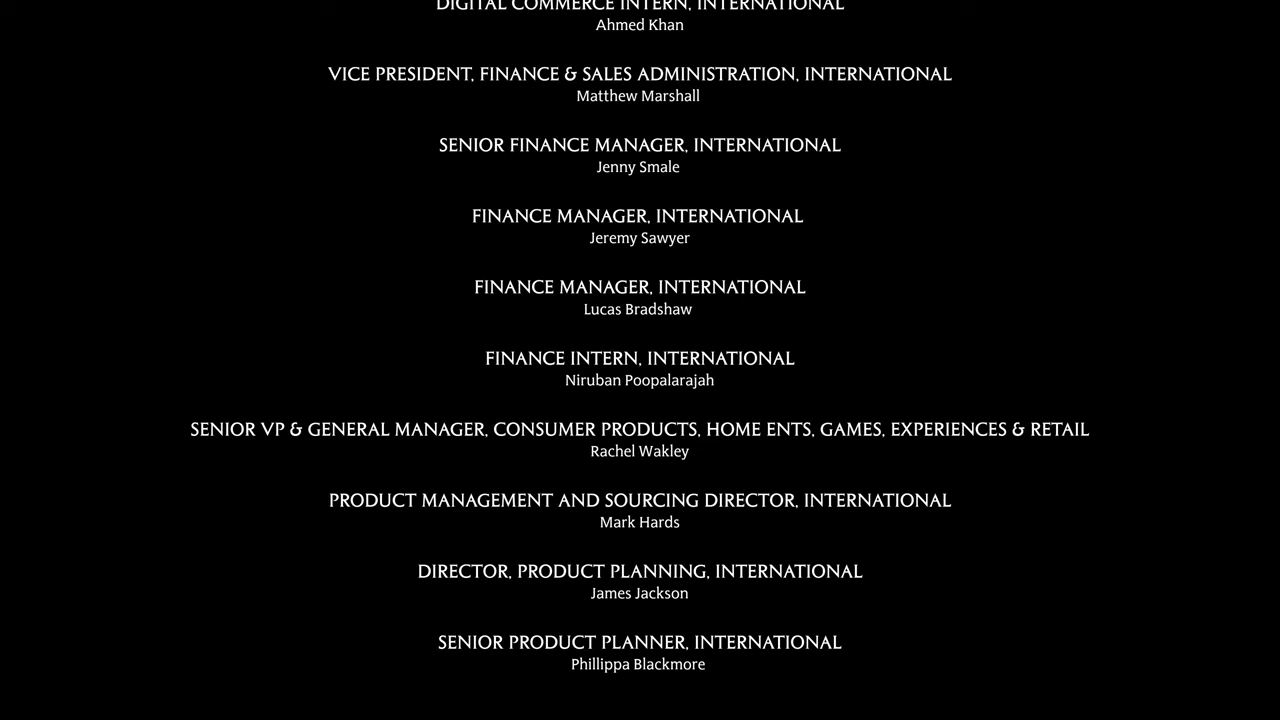 DIGITAL COMMERCE INTERN, INTERNATIONAL
Ahmed Khan
VICE PRESIDENT, FINANCE & SALES ADMINISTRATION, INTERNATIONAL
Matthew Marshall
SENIOR FINANCE MANAGER, INTERNATIONAL
Jenny Smale
FINANCE MANAGER, INTERNATIONAL
Jeremy Sawyer
FINANCE MANAGER, INTERNATIONAL
Lucas Bradshaw
FINANCE INTERN, INTERNATIONAL
Niruban Poopalarajah
SENIOR VP & GENERAL MANAGER, CONSUMER PRODUCTS, HOME ENTS, GAMES, EXPERIENCES & RETAIL
Rachel Wakley
PRODUCT MANAGEMENT AND SOURCING DIRECTOR, INTERNATIONAL
Mark Hards
DIRECTOR, PRODUCT PLANNING, INTERNATIONAL
James Jackson
SENIOR PRODUCT PLANNER, INTERNATIONAL
Phillippa Blackmore